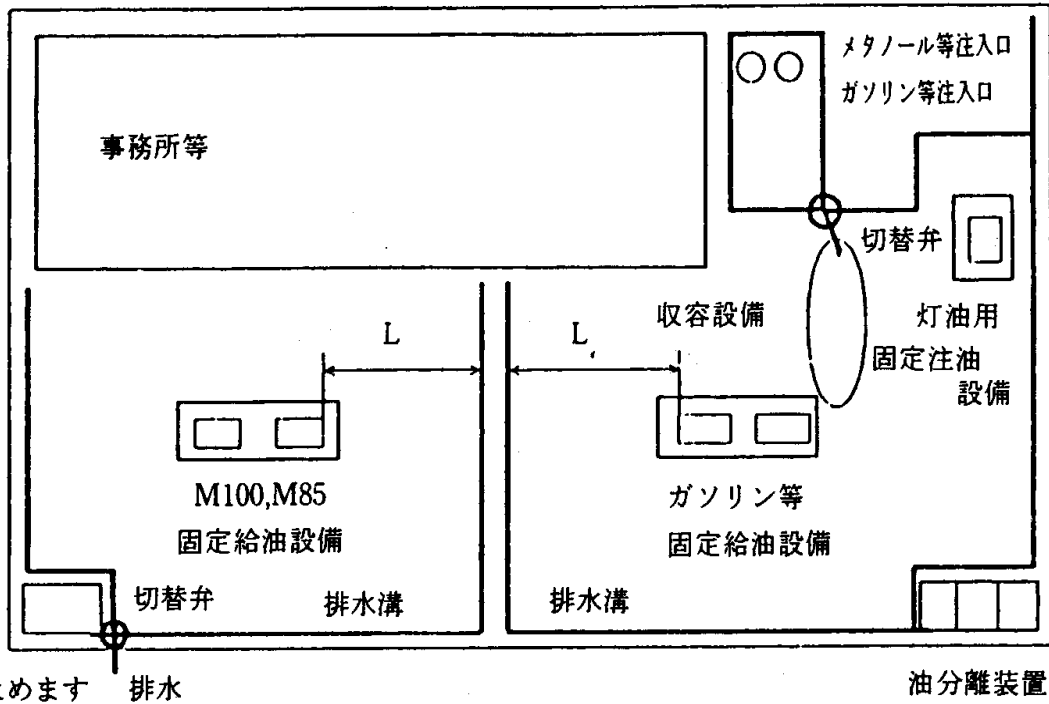 メタノール等注入口
ガソリン等注入口
事務所等
切替弁
収容設備
灯油用
固定注油
設備
L
L
M100,M85
固定給油設備
ガソリン等
固定給油設備
切替弁
排水溝
排水溝
めます
排水
油分離装置